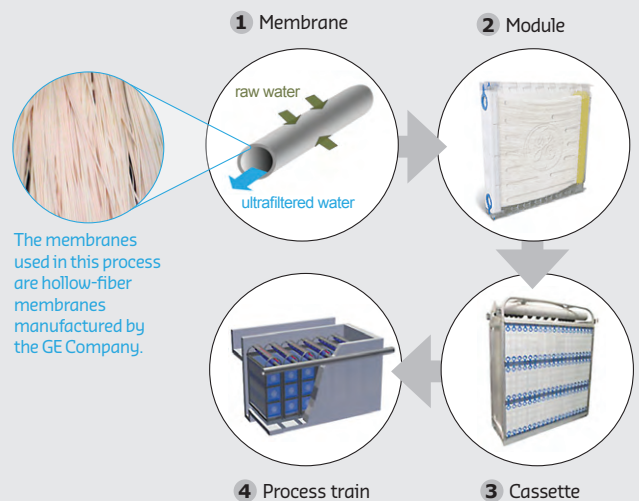 1 Membrane
2 Module
raw water
ultrafiltered water
The membranes
used in this process
are hollow-fiber
membranes
manufactured by
the GE Company.
4 Process train
3 Cassette